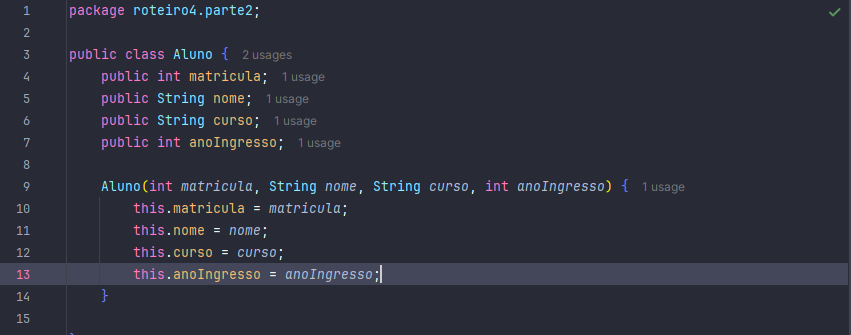 1 package roteiro4.parte2;
2
3 public class Aluno { 2 usages
4 public int matricula; 1 usage
5 public String nome; 1 usage
6 public String curso; 1 usage
7 public int anoIngresso; 1 usage
8
9 Aluno(int matricula, String nome, String curso, int anoIngresso) { 1 usage
10 this.matricula = matricula;
11 this.nome = nome;
12 this.curso = curso;
13 this.anoIngresso = anoIngresso;
14 }
15